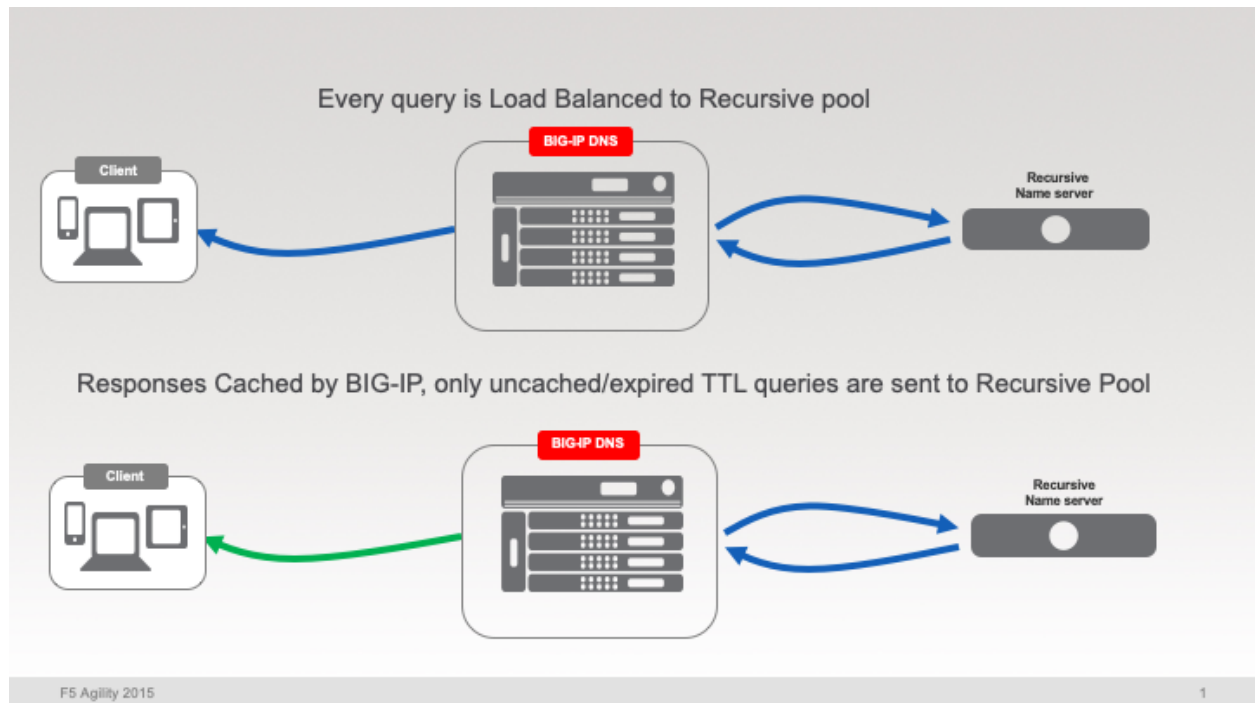 Every query is Load Balanced to Recursive pool
BIG-IP DNS
Client
Recursive
Name server
Responses Cached by BIG-IP, only uncached/expired TTL queries are sent to Recursive Pool
BIG-IP DNS
Client
Recursive
Name server
F5 Agility 2015
1